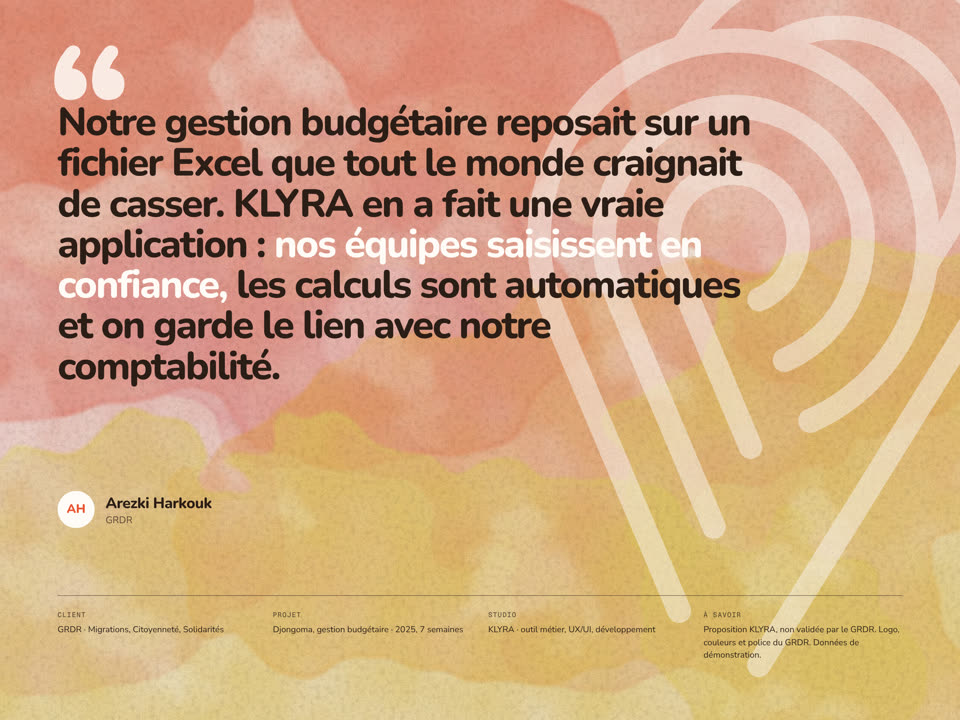 “
Notre gestion budgétaire reposait sur un
fichier Excel que tout le monde craignait
de casser. KLYRA en a fait une vraie
application : nos équipes saisissent en
confiance, les calculs sont automatiques
et on garde le lien avec notre
comptabilité.
AH
Arezki Harkouk
GRDR
CLIENT
GRDR · Migrations, Citoyenneté, Solidarités
PROJET
Djongoma, gestion budgétaire · 2025, 7 semaines
STUDIO
KLYRA · outil métier, UX/UI, développement
À SAVOIR
Proposition KLYRA, non validée par le GRDR. Logo,
couleurs et police du GRDR. Données de
démonstration.